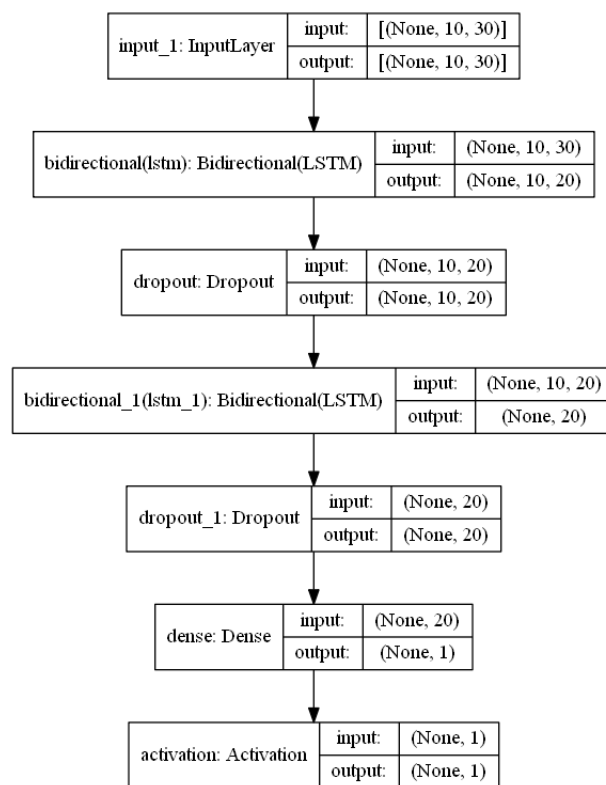 input_1: InputLayer
input: [(None, 10, 30)]
output: [(None, 10, 30)]
bidirectional(lstm): Bidirectional(LSTM)
input: (None, 10, 30)
output: (None, 10, 20)
dropout: Dropout
input: (None, 10, 20)
output: (None, 10, 20)
bidirectional_1(lstm_1): Bidirectional(LSTM)
input: (None, 10, 20)
output: (None, 20)
dropout_1: Dropout
input: (None, 20)
output: (None, 20)
dense: Dense
input: (None, 20)
output: (None, 1)
activation: Activation
input: (None, 1)
output: (None, 1)